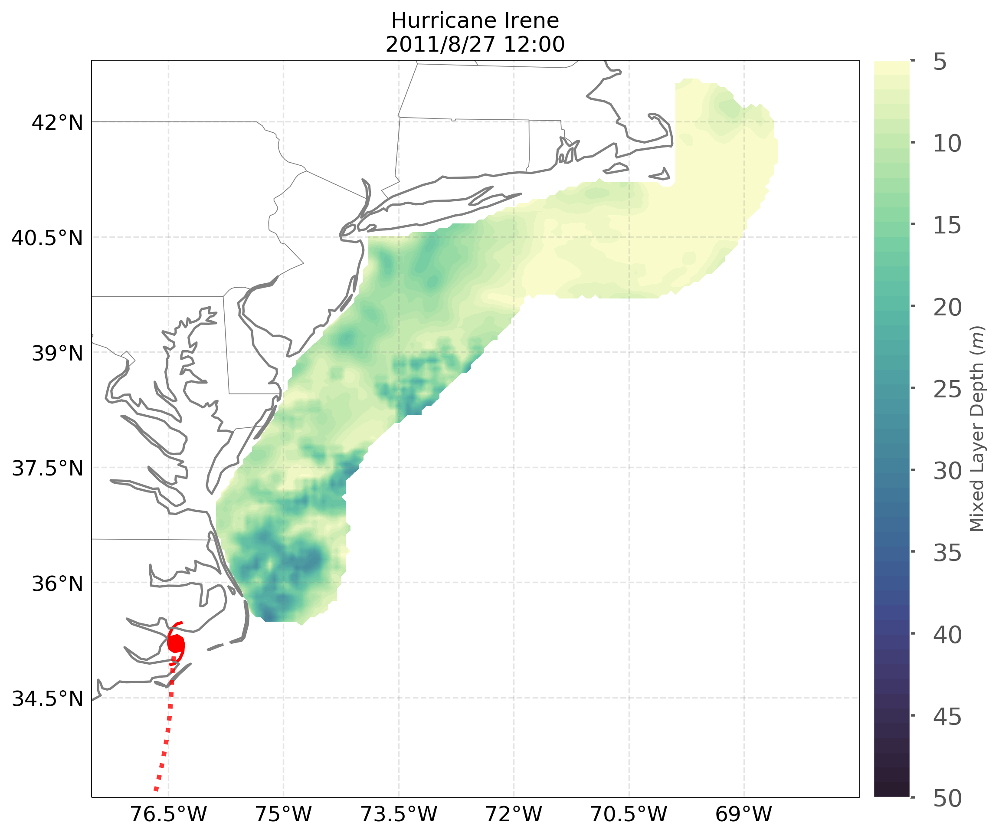 Hurricane Irene
2011/8/27 12:00
42°N
40.5°N
39°N
37.5°N
36°N
34.5°N
76.5°W
75°W
73.5°W
72°W
70.5°W
69°W
5
10
15
20
25
30
35
40
45
50
Mixed Layer Depth (m)